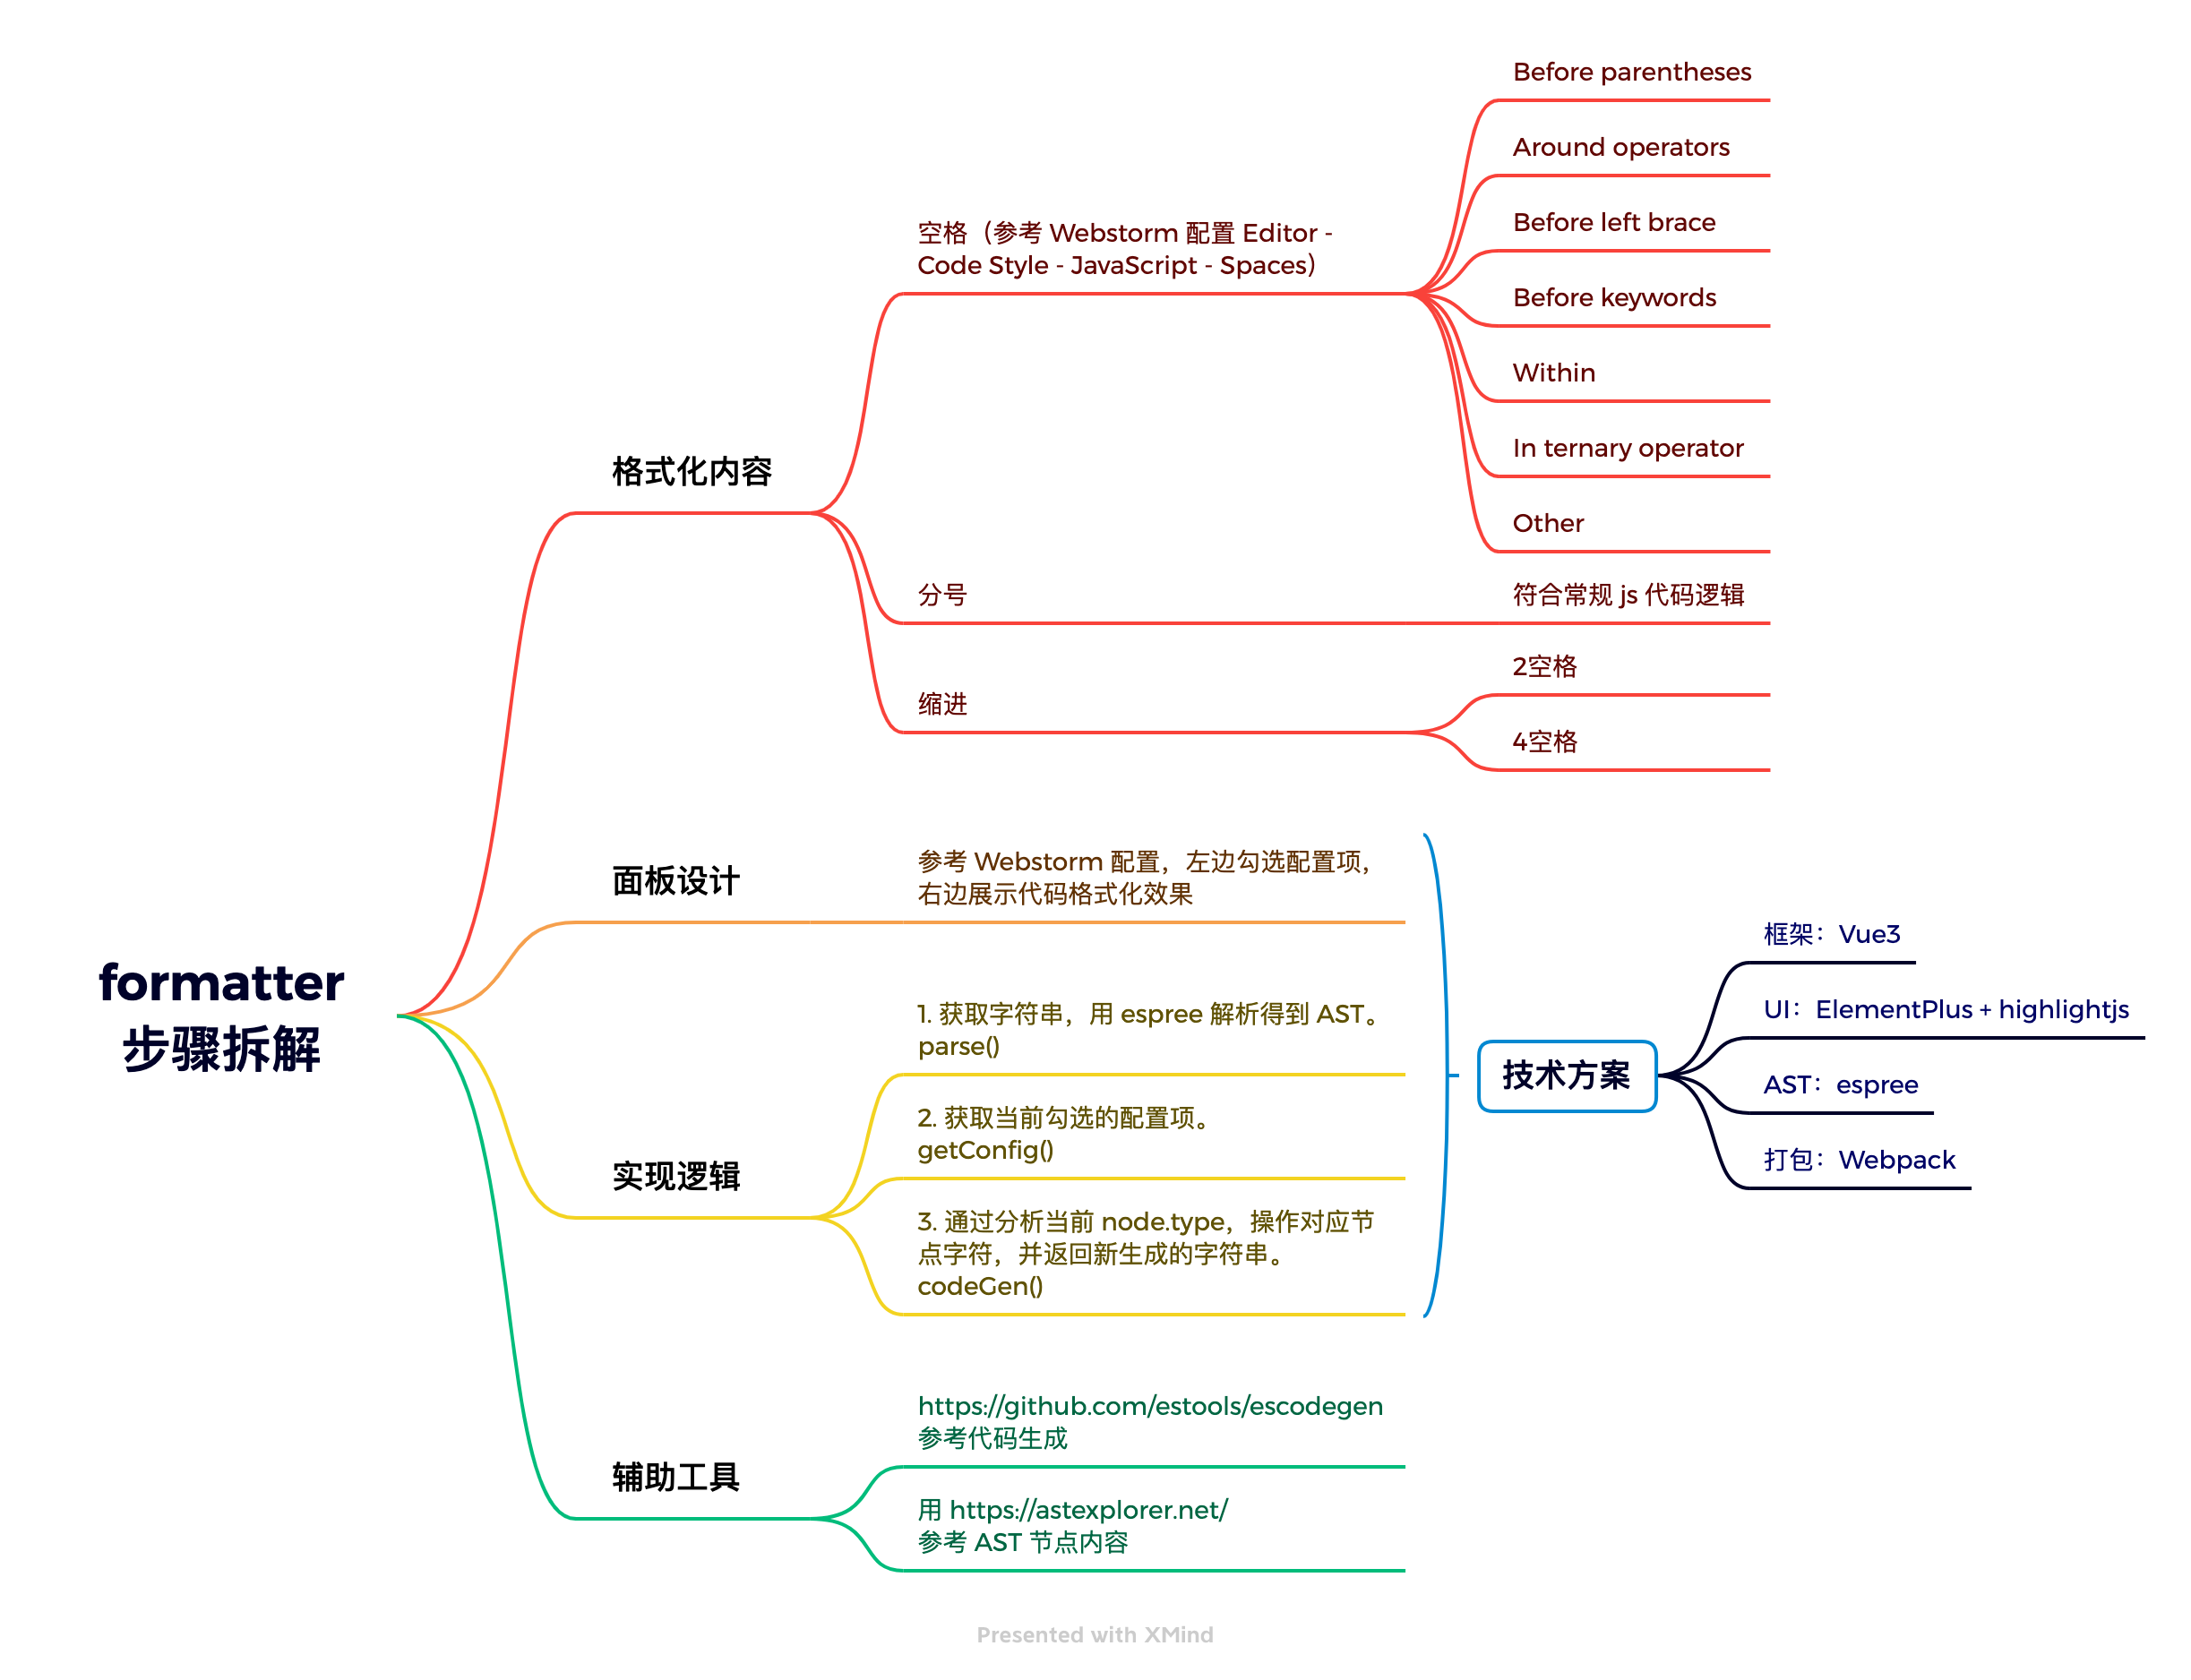 formatter
步骤拆解
格式化内容
空格（参考 Webstorm 配置 Editor -
Code Style - JavaScript - Spaces）
Before parentheses
Around operators
Before left brace
Before keywords
Within
In ternary operator
Other
分号
符合常规 js 代码逻辑
缩进
2空格
4空格
面板设计
参考 Webstorm 配置，左边勾选配置项，
右边展示代码格式化效果
实现逻辑
1. 获取字符串，用 espree 解析得到 AST。
parse()
2. 获取当前勾选的配置项。
getConfig()
3. 通过分析当前 node.type，操作对应节
点字符，并返回新生成的字符串。
codeGen()
技术方案
框架：Vue3
UI：ElementPlus + highlightjs
AST：espree
打包：Webpack
辅助工具
https://github.com/estools/escodegen
参考代码生成
用 https://astexplorer.net/
参考 AST 节点内容
Presented with XMind